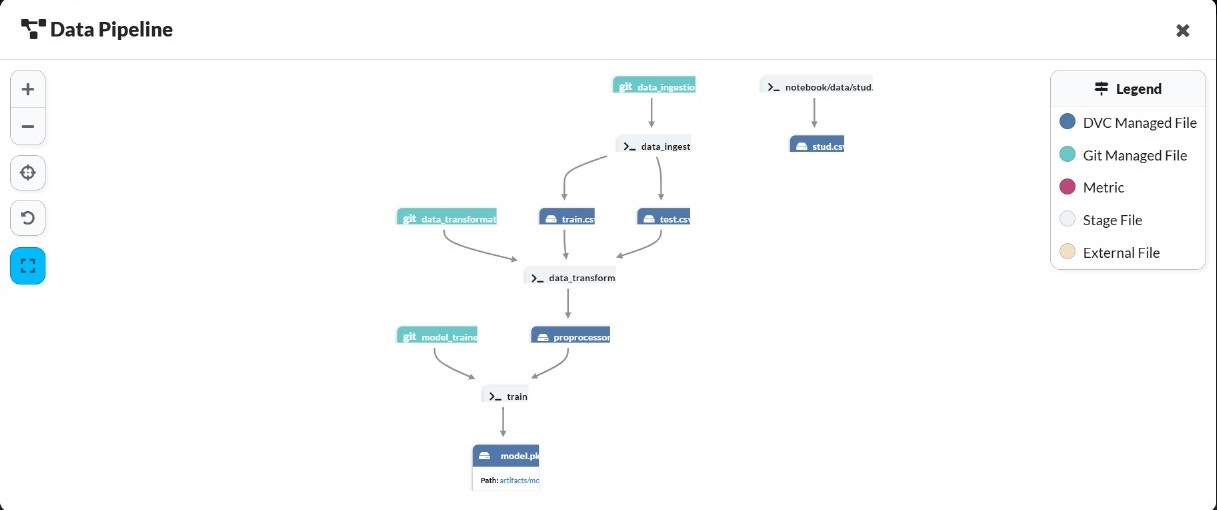 Data Pipeline
git data_ingestio
>_ notebook/data/stud.
Legend
>_ data_ingest
stud.csv
DVC Managed File
Git Managed File
Metric
Stage File
External File
git data_transformat
train.csv
test.csv
>_ data_transform
git model_traine
proprocessor
>_ train
model.pk
Path: artifacts/mo